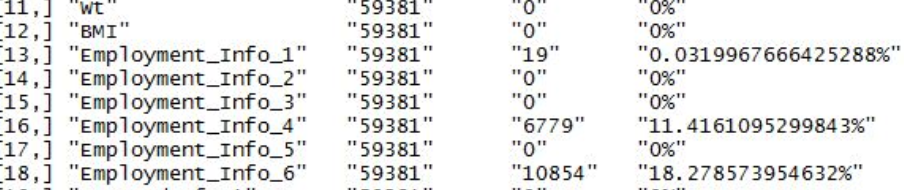 [11,] "Wt" "59381" "0" "0%"
[12,] "BMI" "59381" "0" "0%"
[13,] "Employment_Info_1" "59381" "19" "0.0319967666425288%"
[14,] "Employment_Info_2" "59381" "0" "0%"
[15,] "Employment_Info_3" "59381" "0" "0%"
[16,] "Employment_Info_4" "59381" "6779" "11.4161095299843%"
[17,] "Employment_Info_5" "59381" "0" "0%"
[18,] "Employment_Info_6" "59381" "10854" "18.278573954632%"